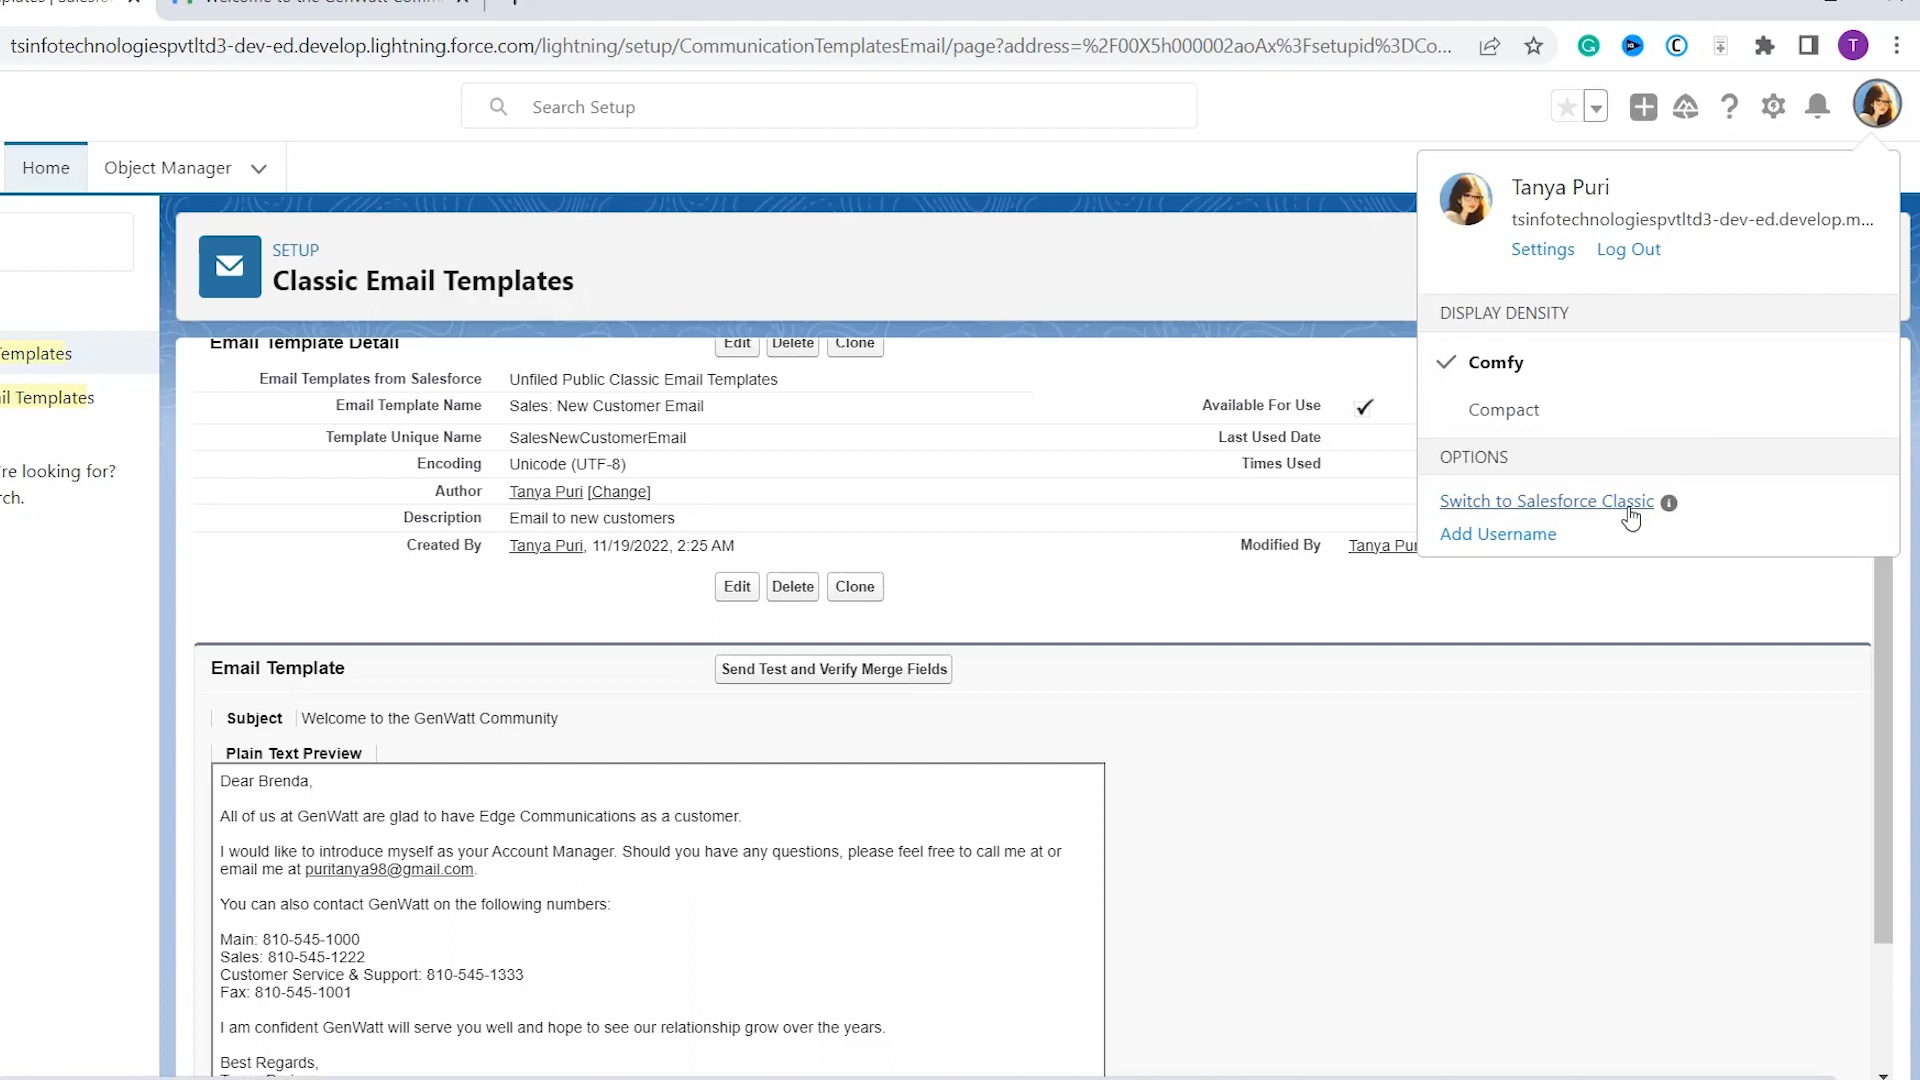 Welcome to the GenWatt Com
tsinfotechnologiespvtltd3-dev-ed.develop.lightning.force.com/lightning/setup/CommunicationTemplatesEmail/page?address=%2F00X5h000002aoAx%3Fsetupid%3DCo...
T
Search Setup
Home
Object Manager
Tanya Puri
tsinfotechnologiespvtltd3-dev-ed.develop.m...
Settings Log Out
DISPLAY DENSITY
Comfy
Compact
OPTIONS
Switch to Salesforce Classic
Add Username
emplates
il Templates
're looking for?
rch.
SETUP
Classic Email Templates
Email Template Detail
Edit Delete Clone
Email Templates from Salesforce Unfiled Public Classic Email Templates
Email Template Name Sales: New Customer Email Available For Use
Template Unique Name SalesNewCustomerEmail Last Used Date
Encoding Unicode (UTF-8) Times Used
Author Tanya Puri [Change]
Description Email to new customers
Created By Tanya Puri, 11/19/2022, 2:25 AM Modified By Tanya Pur
Edit Delete Clone
Email Template Send Test and Verify Merge Fields
Subject Welcome to the GenWatt Community
Plain Text Preview
Dear Brenda,
All of us at GenWatt are glad to have Edge Communications as a customer.
I would like to introduce myself as your Account Manager. Should you have any questions, please feel free to call me at or
email me at puritanya98@gmail.com.
You can also contact GenWatt on the following numbers:
Main: 810-545-1000
Sales: 810-545-1222
Customer Service & Support: 810-545-1333
Fax: 810-545-1001
I am confident GenWatt will serve you well and hope to see our relationship grow over the years.
Best Regards,